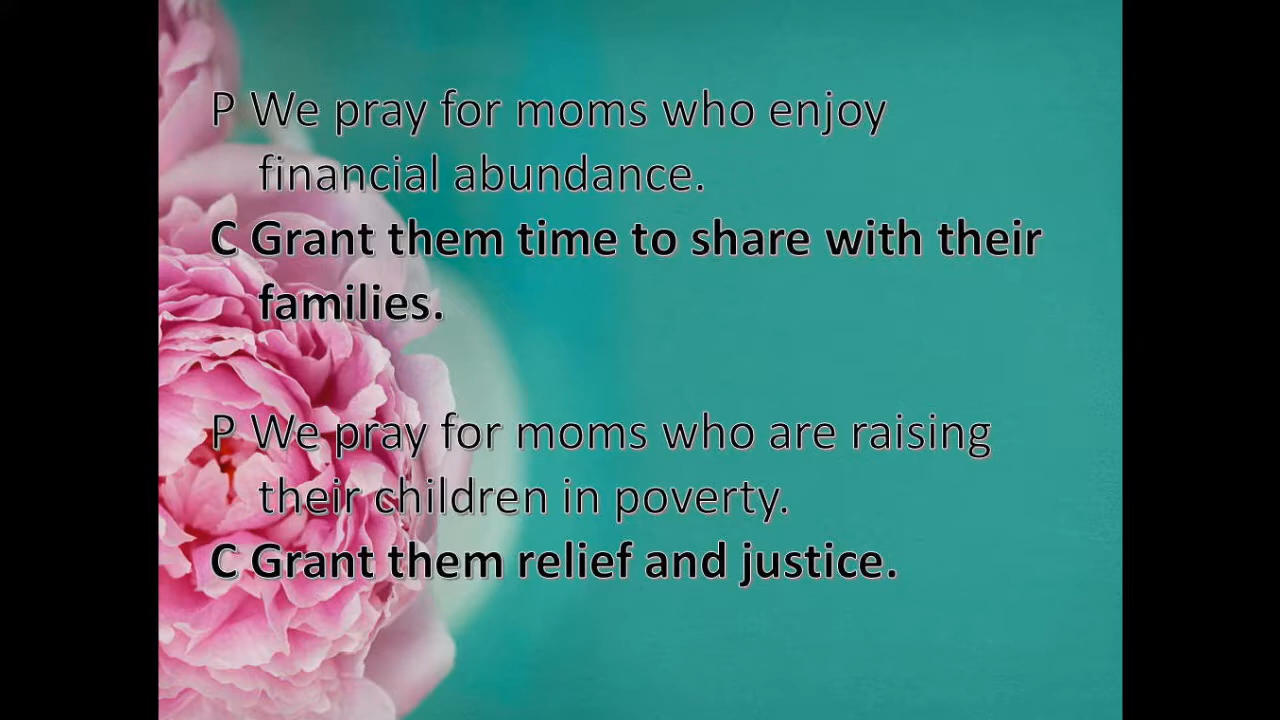 P We pray for moms who enjoy
financial abundance.
C Grant them time to share with their
families.
P We pray for moms who are raising
their children in poverty.
C Grant them relief and justice.